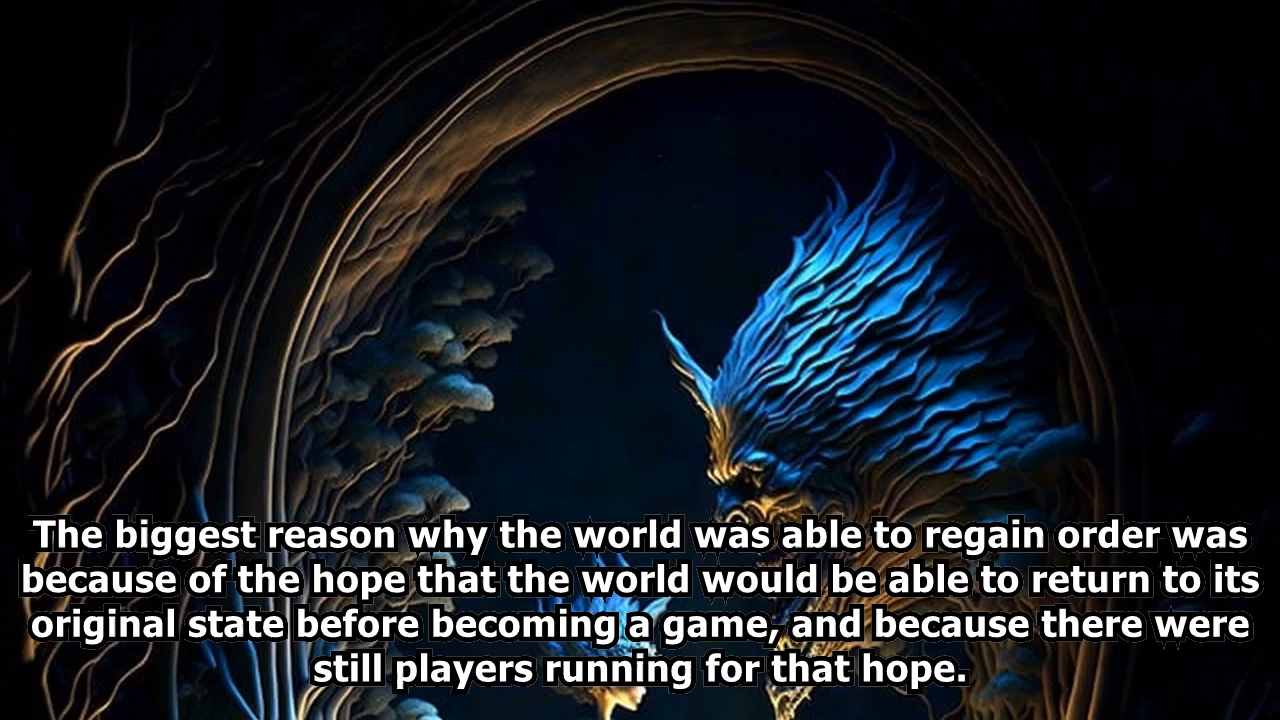 The biggest reason why the world was able to regain order was
because of the hope that the world would be able to return to its
original state before becoming a game, and because there were
still players running for that hope.